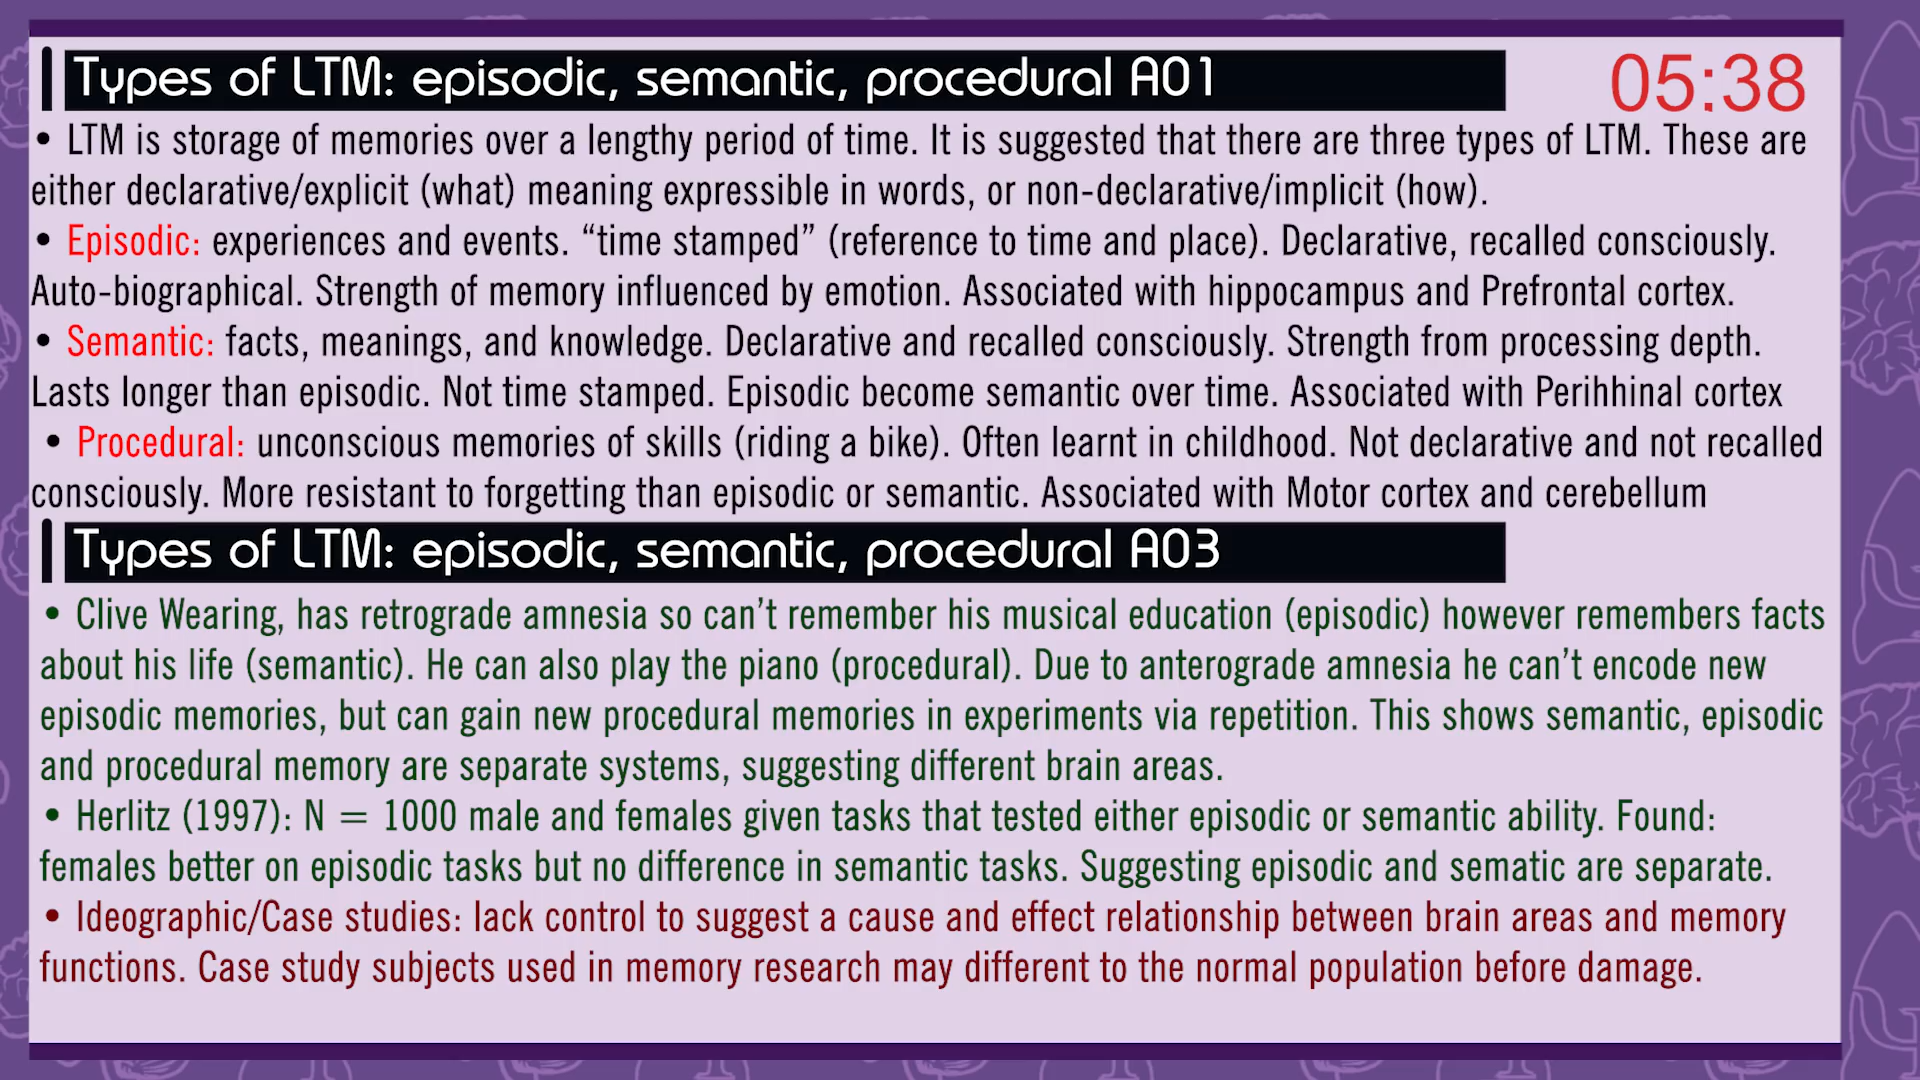 Types of LTM: episodic, semantic, procedural AO1
05:38
• LTM is storage of memories over a lengthy period of time. It is suggested that there are three types of LTM. These are
either declarative/explicit (what) meaning expressible in words, or non-declarative/implicit (how).
• Episodic: experiences and events. “time stamped” (reference to time and place). Declarative, recalled consciously.
Auto-biographical. Strength of memory influenced by emotion. Associated with hippocampus and Prefrontal cortex.
• Semantic: facts, meanings, and knowledge. Declarative and recalled consciously. Strength from processing depth.
Lasts longer than episodic. Not time stamped. Episodic become semantic over time. Associated with Perihhinal cortex
• Procedural: unconscious memories of skills (riding a bike). Often learnt in childhood. Not declarative and not recalled
consciously. More resistant to forgetting than episodic or semantic. Associated with Motor cortex and cerebellum
Types of LTM: episodic, semantic, procedural AO3
• Clive Wearing, has retrograde amnesia so can’t remember his musical education (episodic) however remembers facts
about his life (semantic). He can also play the piano (procedural). Due to anterograde amnesia he can’t encode new
episodic memories, but can gain new procedural memories in experiments via repetition. This shows semantic, episodic
and procedural memory are separate systems, suggesting different brain areas.
• Herlitz (1997): N = 1000 male and females given tasks that tested either episodic or semantic ability. Found:
females better on episodic tasks but no difference in semantic tasks. Suggesting episodic and sematic are separate.
• Ideographic/Case studies: lack control to suggest a cause and effect relationship between brain areas and memory
functions. Case study subjects used in memory research may different to the normal population before damage.